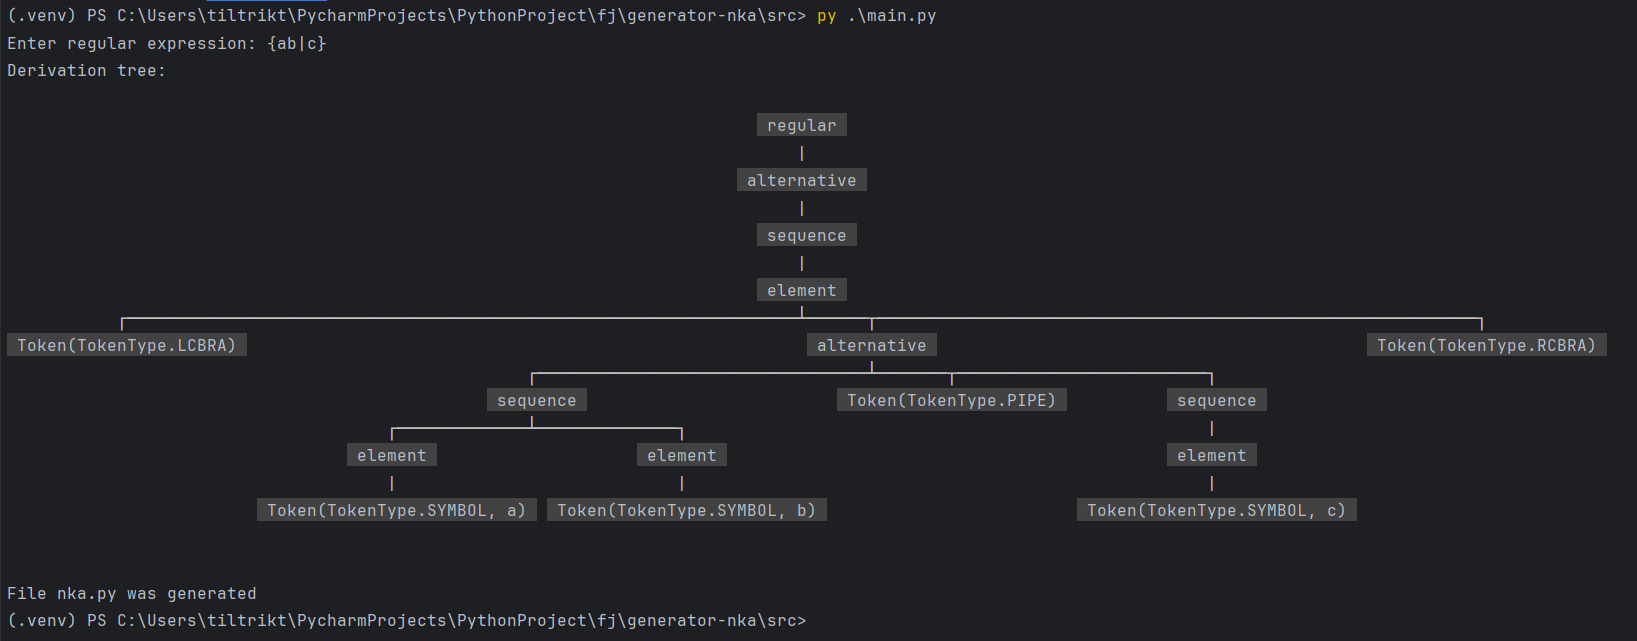 (.venv) PS C:\Users\tiltrikt\PycharmProjects\PythonProject\fj\generator-nka\src> py .\main.py
Enter regular expression: {ab|c}
Derivation tree:
regular
|
alternative
|
sequence
|
element
Token(TokenType.LCBRA) alternative Token(TokenType.RCBRA)
sequence Token(TokenType.PIPE) sequence
|
element element element
| | |
Token(TokenType.SYMBOL, a) Token(TokenType.SYMBOL, b) Token(TokenType.SYMBOL, c)
File nka.py was generated
(.venv) PS C:\Users\tiltrikt\PycharmProjects\PythonProject\fj\generator-nka\src>